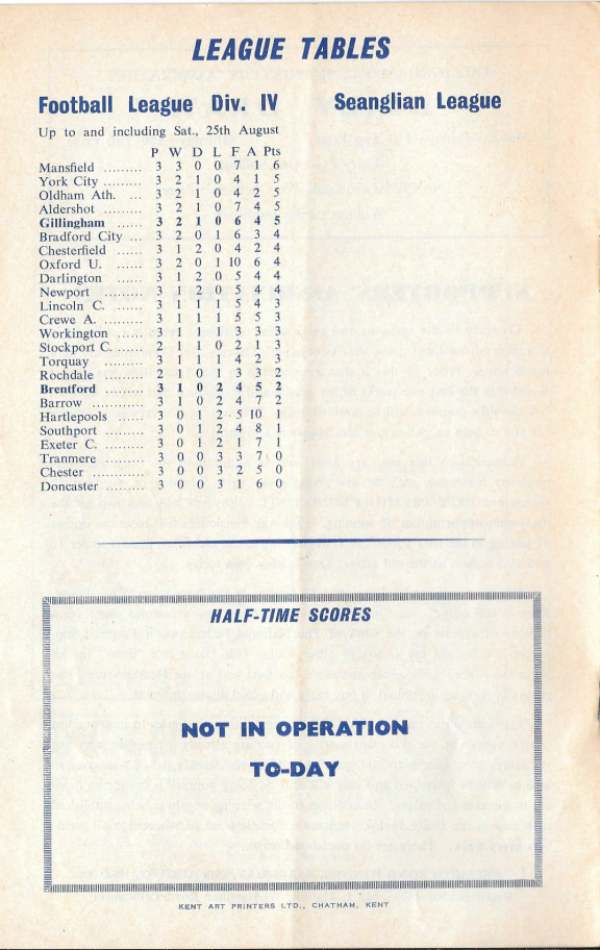 LEAGUE TABLES
Football League Div. IV
Seanglian League
Up to and including Sat., 25th August
P W D L F A Pts
Mansfield ......... 3 3 0 0 7 1 6
York City ......... 3 2 1 0 4 1 5
Oldham Ath. ... 3 2 1 0 4 2 5
Aldershot ......... 3 2 1 0 7 4 5
Gillingham ...... 3 2 1 0 6 4 5
Bradford City ... 3 2 0 1 6 3 4
Chesterfield ...... 3 1 2 0 4 2 4
Oxford U. ...... 3 2 0 1 10 6 4
Darlington ...... 3 1 2 0 5 4 4
Newport ......... 3 1 2 0 5 4 4
Lincoln C. ...... 3 1 1 1 5 4 3
Crewe A. ......... 3 1 1 1 5 5 3
Workington ...... 3 1 1 1 3 3 3
Stockport C. ...... 2 1 1 0 2 1 3
Torquay ......... 3 1 1 1 4 2 3
Rochdale ......... 2 1 0 1 3 3 2
Brentford ......... 3 1 0 2 4 5 2
Barrow ............ 3 1 0 2 4 7 2
Hartlepools ...... 3 0 1 2 5 10 1
Southport ......... 3 0 1 2 4 8 1
Exeter C. ......... 3 0 1 2 1 7 1
Tranmere ......... 3 0 0 3 3 7 0
Chester ............ 3 0 0 3 2 5 0
Doncaster ......... 3 0 0 3 1 6 0
HALF-TIME SCORES
NOT IN OPERATION
TO-DAY
KENT ART PRINTERS LTD., CHATHAM, KENT